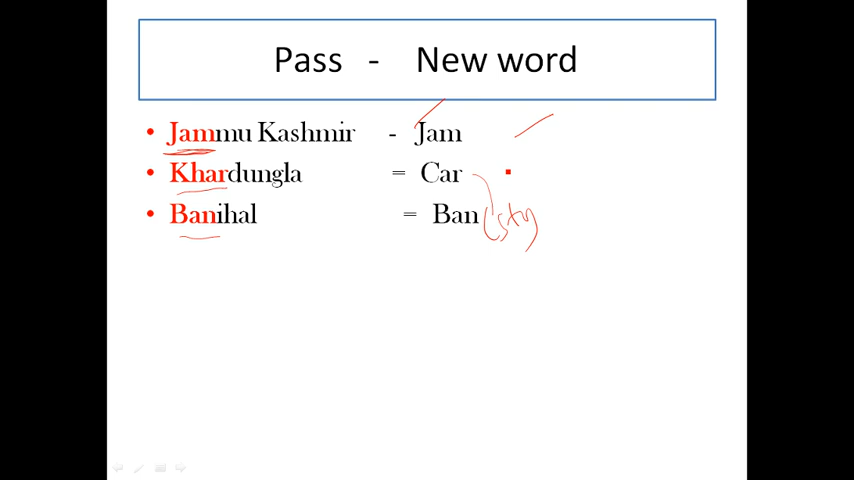 Pass - New word
• Jammu Kashmir - Jam
• Khardungla = Car
• Banihal = Ban